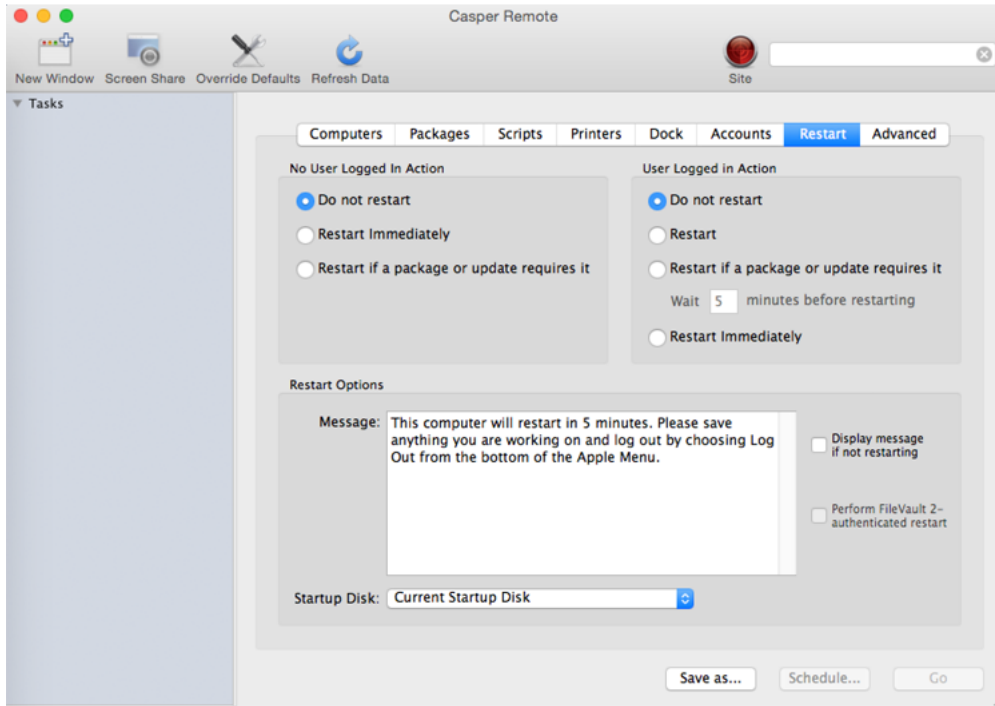 Casper Remote
New Window Screen Share Override Defaults Refresh Data Site
Tasks
Computers Packages Scripts Printers Dock Accounts Restart Advanced
No User Logged In Action
Do not restart
Restart Immediately
Restart if a package or update requires it
User Logged in Action
Do not restart
Restart
Restart if a package or update requires it
Wait 5 minutes before restarting
Restart Immediately
Restart Options
Message: This computer will restart in 5 minutes. Please save
anything you are working on and log out by choosing Log
Out from the bottom of the Apple Menu.
Display message
if not restarting
Perform FileVault 2-
authenticated restart
Startup Disk: Current Startup Disk
Save as... Schedule... Go